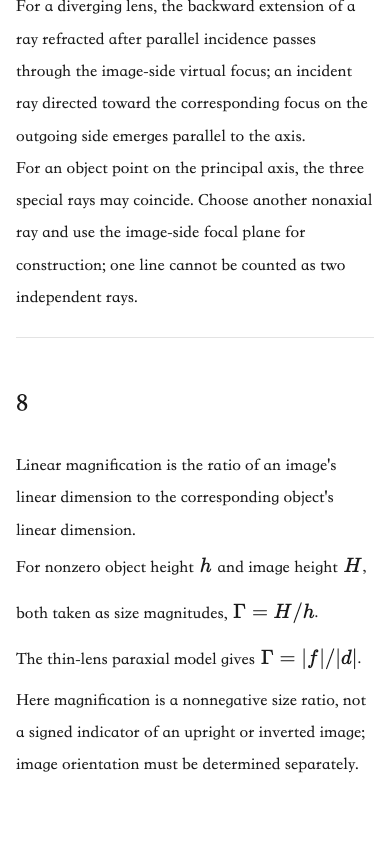 For a diverging lens, the backward extension of a
ray refracted after parallel incidence passes
through the image-side virtual focus; an incident
ray directed toward the corresponding focus on the
outgoing side emerges parallel to the axis.
For an object point on the principal axis, the three
special rays may coincide. Choose another nonaxial
ray and use the image-side focal plane for
construction; one line cannot be counted as two
independent rays.
8
Linear magnification is the ratio of an image's
linear dimension to the corresponding object's
linear dimension.
For nonzero object height h and image height H,
both taken as size magnitudes, Γ = H/h.
The thin-lens paraxial model gives Γ = |f|/|d|.
Here magnification is a nonnegative size ratio, not
a signed indicator of an upright or inverted image;
image orientation must be determined separately.